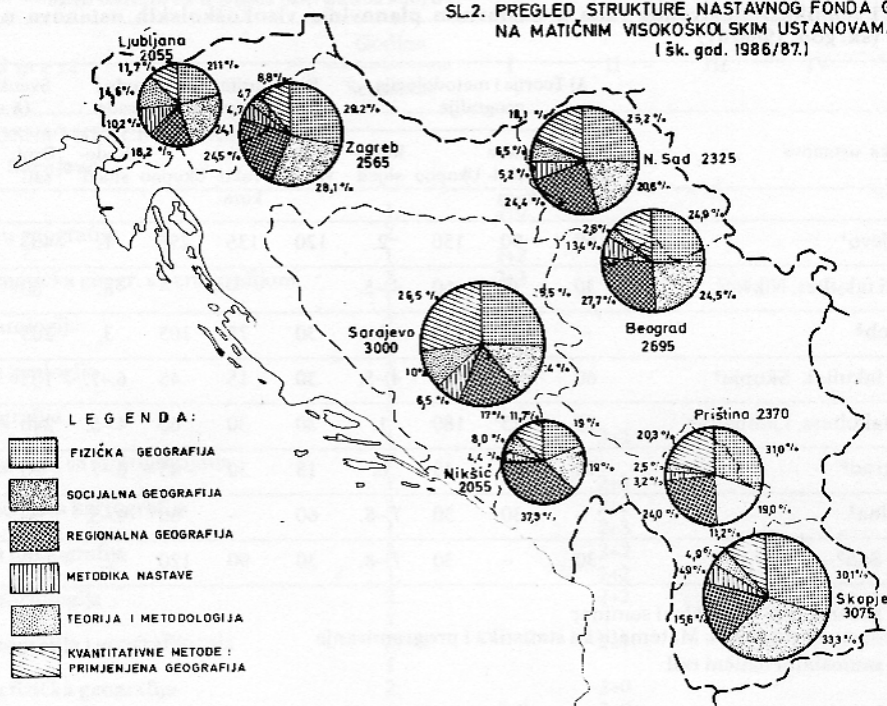 SL.2. PREGLED STRUKTURE NASTAVNOG FONDA
NA MATIČNIM VISOKOŠKOLSKIM USTANOVAMA
( šk. god. 1986/87.)
Ljubljana
2055
11,7%
21,1 %
14,6%
10,2 %
18,2 %
24,1
8,8%
4,7
4,7
29,2%
Zagreb
2565
24,5 %
28,1 %
18,1 %
25,2 %
6,5 %
N. Sad 2325
5,2 %
24,4 %
20,6%
2,8%
24,9%
13,4%
27,7%
24,5 %
Beograd
2695
26,5 %
Sarajevo
3000
10%
6,5 %
17%
11,7%
19 %
8,0 %
4,4 %
19%
Nikšić
2055
37,9 %
Priština 2370
20,3 %
31,0%
2,5 %
3,2%
24,0 %
19,0%
11,2%
4,9%
4,9%
30,1%
Skopje
3075
15,6 %
33,3 %
LEGENDA:
FIZIČKA GEOGRAFIJA
SOCIJALNA GEOGRAFIJA
REGIONALNA GEOGRAFIJA
METODIKA NASTAVE
TEORIJA I METODOLOGIJA
KVANTITATIVNE METODE :
PRIMJENJENA GEOGRAFIJA